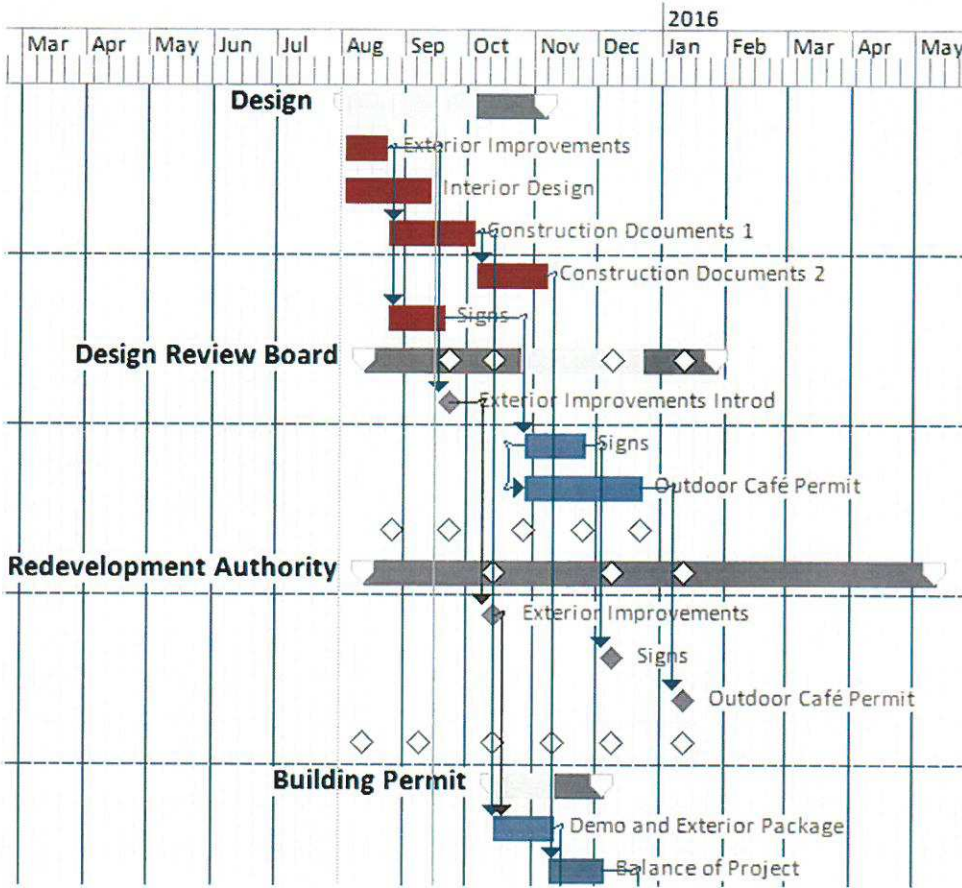 2016
Mar Apr May Jun Jul Aug Sep Oct Nov Dec Jan Feb Mar Apr May
Design
Exterior Improvements
Interior Design
Construction Dcouments 1
Construction Documents 2
Signs
Design Review Board
Exterior Improvements Introd
Signs
Outdoor Café Permit
Redevelopment Authority
Exterior Improvements
Signs
Outdoor Café Permit
Building Permit
Demo and Exterior Package
Balance of Project